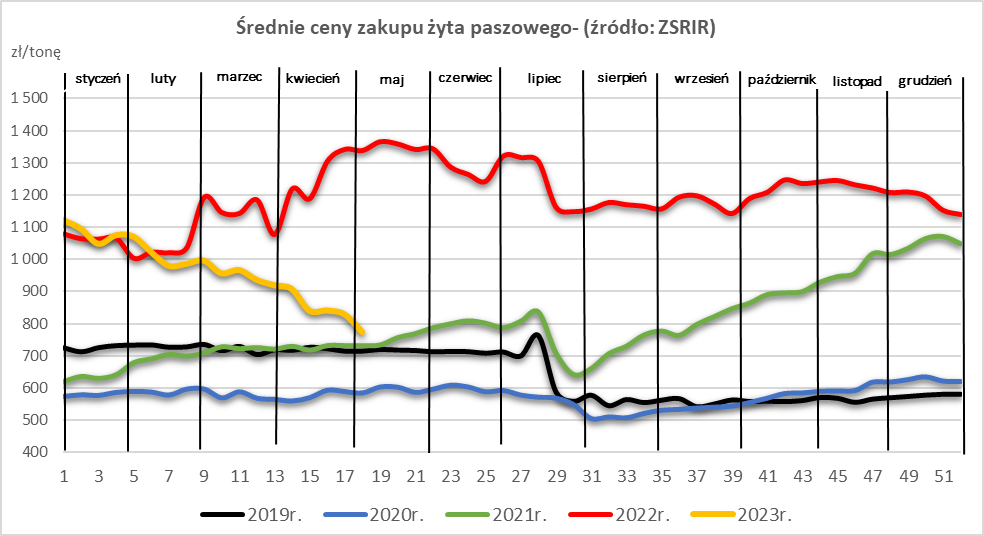 Średnie ceny zakupu żyta paszowego- (źródło: ZSRIR)
zł/tonę
styczeń luty marzec kwiecień maj czerwiec lipiec sierpień wrzesień październik listopad grudzień
1 500
1 400
1 300
1 200
1 100
1 000
900
800
700
600
500
400
1 3 5 7 9 11 13 15 17 19 21 23 25 27 29 31 33 35 37 39 41 43 45 47 49 51
2019r. 2020r. 2021r. 2022r. 2023r.